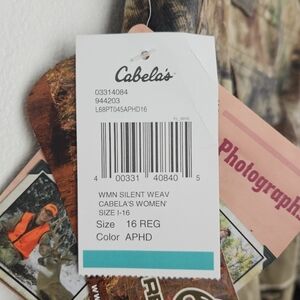 Cabela's
03314084
944203
L68PT045APHD16
4 00331 40840 5
WMN SILENT WEAV
CABELA'S WOMEN'
SIZE I-16
Size 16 REG
Color APHD
Photograph
www